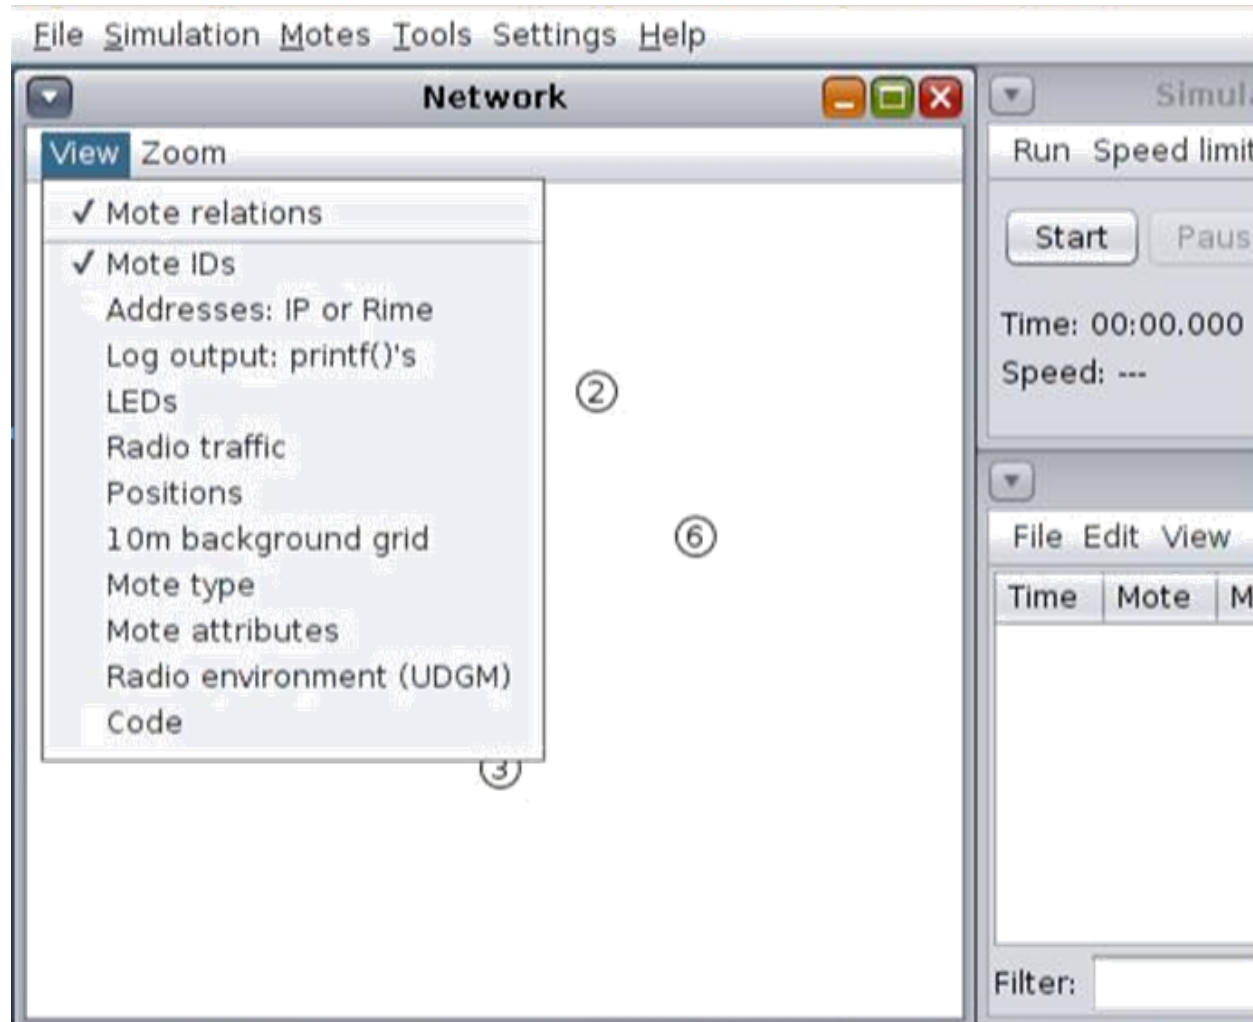 File Simulation Motes Tools Settings Help
Network
View Zoom
✓ Mote relations
✓ Mote IDs
Addresses: IP or Rime
Log output: printf()'s
LEDs
Radio traffic
Positions
10m background grid
Mote type
Mote attributes
Radio environment (UDGM)
Code
2
6
3
Simul
Run Speed limit
Start Paus
Time: 00:00.000
Speed: ---
File Edit View
Time Mote M
Filter: